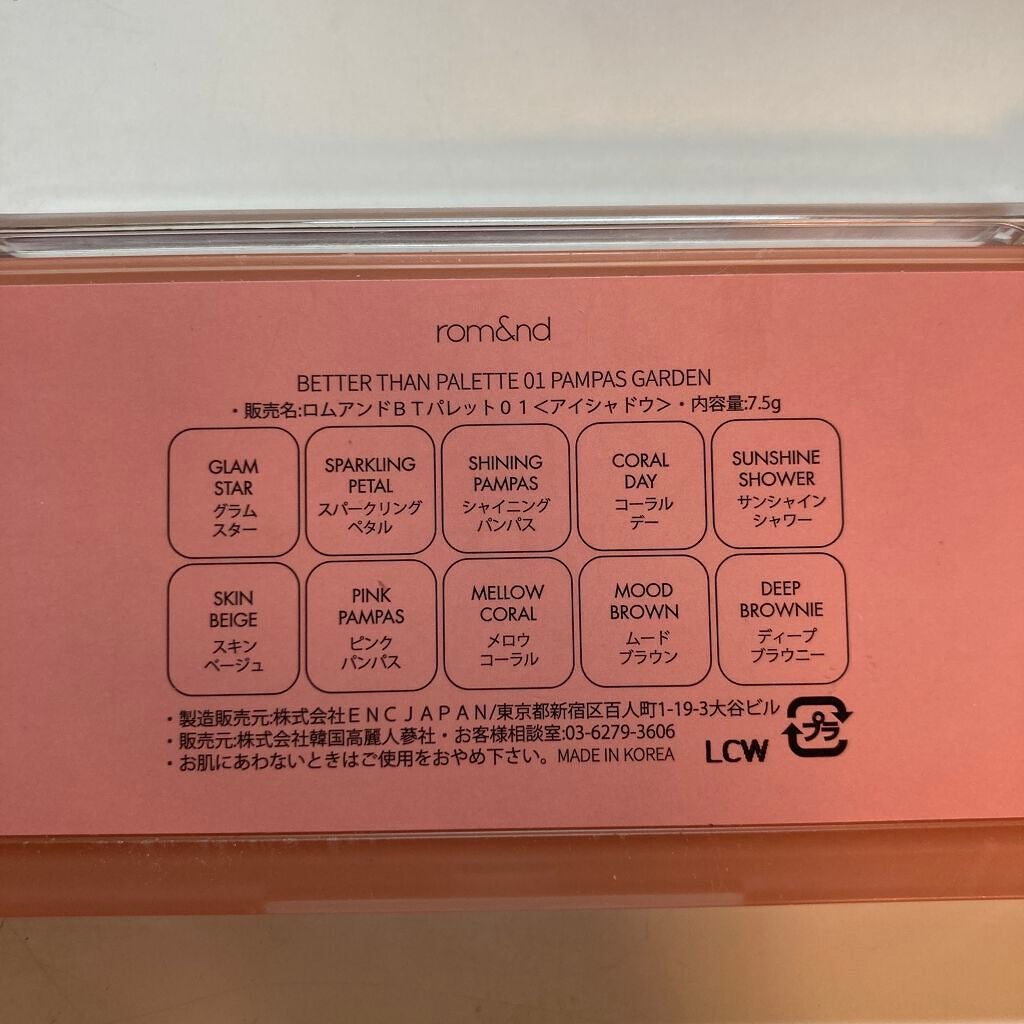 rom&nd
BETTER THAN PALETTE 01 PAMPAS GARDEN
・販売名:ロムアンドＢＴパレット０１＜アイシャドウ＞・内容量:7.5g
GLAM
STAR
グラム
スター
SPARKLING
PETAL
スパークリング
ペタル
SHINING
PAMPAS
シャイニング
パンパス
CORAL
DAY
コーラル
デー
SUNSHINE
SHOWER
サンシャイン
シャワー
SKIN
BEIGE
スキン
ベージュ
PINK
PAMPAS
ピンク
パンパス
MELLOW
CORAL
メロウ
コーラル
MOOD
BROWN
ムード
ブラウン
DEEP
BROWNIE
ディープ
ブラウニー
・製造販売元:株式会社ＥＮＣＪＡＰＡＮ/東京都新宿区百人町1-19-3大谷ビル
・販売元:株式会社韓国高麗人蔘社・お客様相談室:03-6279-3606
・お肌にあわないときはご使用をおやめ下さい。MADE IN KOREA
LCW
プラ